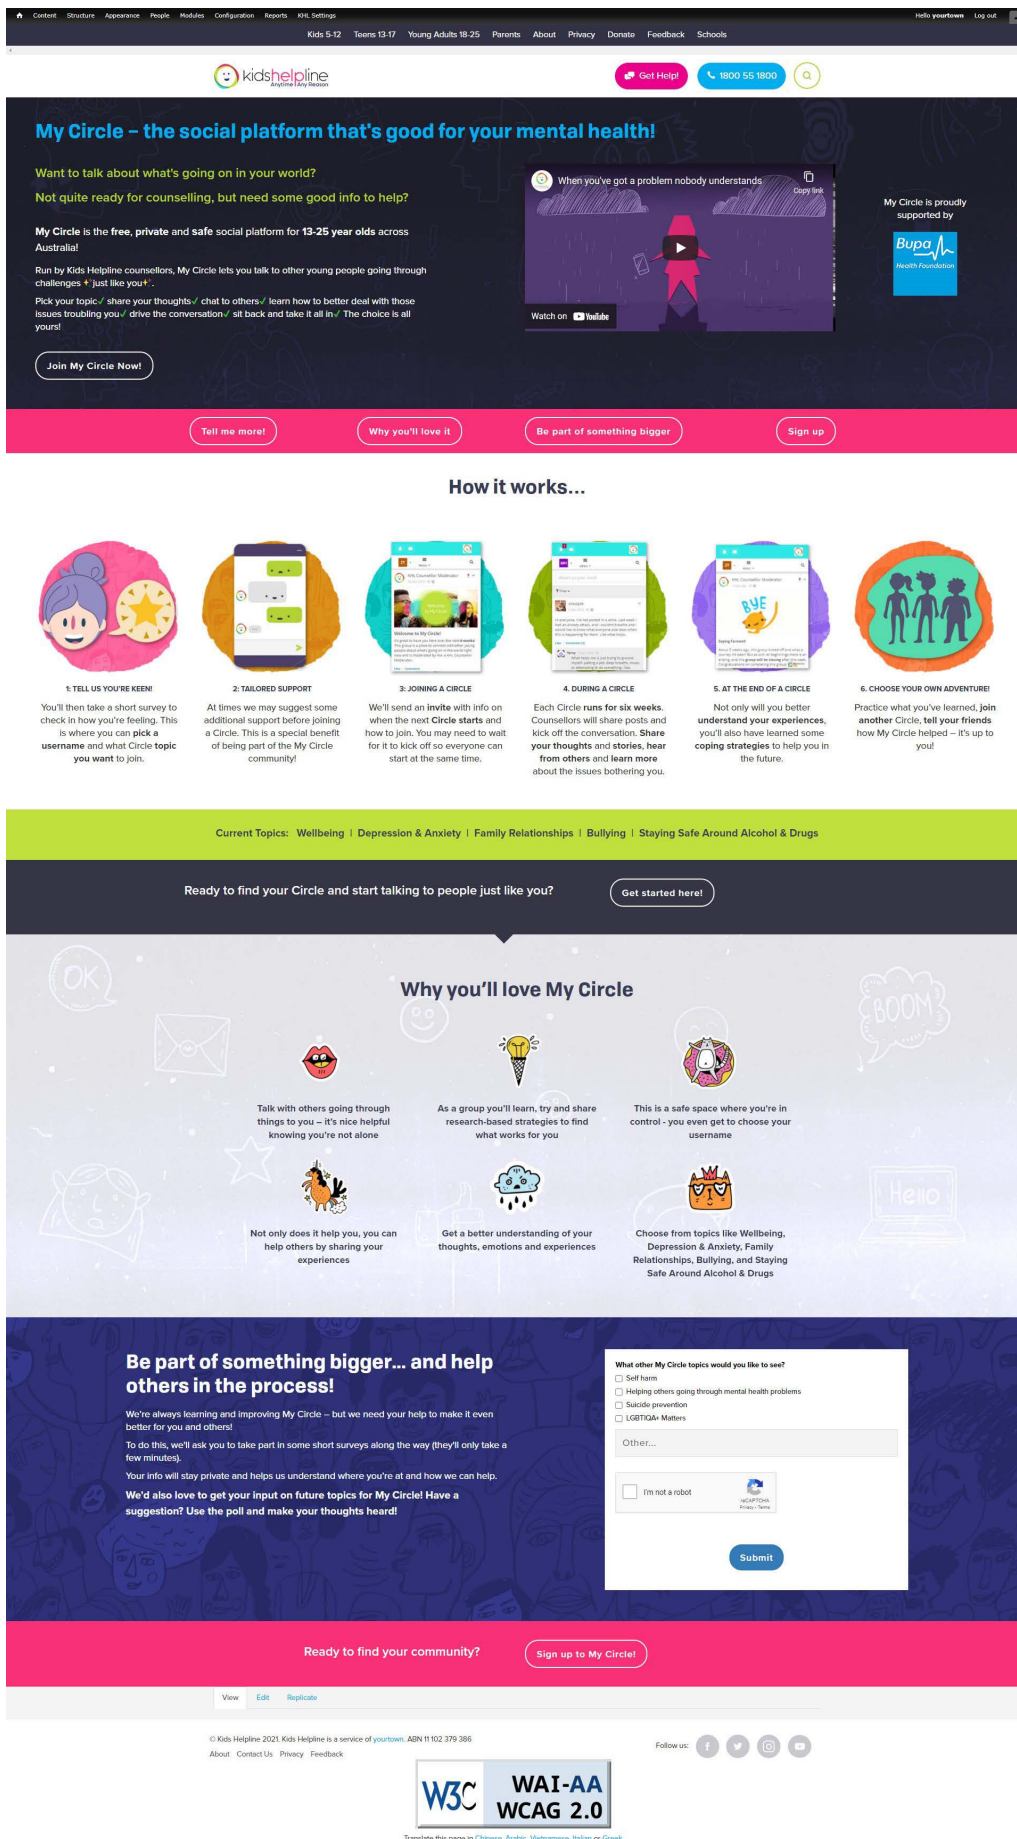 Content Structure Appearance People Modules Configuration Reports KHL Settings Hello yourtown Log out
Kids 5-12 Teens 13-17 Young Adults 18-25 Parents About Privacy Donate Feedback Schools
kidshelpline
Anytime | Any Reason
Get Help!
1800 55 1800
My Circle – the social platform that's good for your mental health!
Want to talk about what's going on in your world?
Not quite ready for counselling, but need some good info to help?
My Circle is the free, private and safe social platform for 13-25 year olds across
Australia!
Run by Kids Helpline counsellors, My Circle lets you talk to other young people going through
challenges just like you.
Pick your topic✓ share your thoughts✓ chat to others✓ learn how to better deal with those
issues troubling you✓ drive the conversation✓ sit back and take it all in✓ The choice is all
yours!
Join My Circle Now!
When you've got a problem nobody understands
Copy link
Watch on YouTube
My Circle is proudly
supported by
Bupa
Health Foundation
Tell me more!
Why you'll love it
Be part of something bigger
Sign up
How it works...
KHL Counsellor Moderator
Welcome to My Circle!
KHL Counsellor Moderator
BYE
Saying Farewell
1: TELL US YOU'RE KEEN!
You'll then take a short survey to
check in how you're feeling. This
is where you can pick a
username and what Circle topic
you want to join.
2: TAILORED SUPPORT
At times we may suggest some
additional support before joining
a Circle. This is a special benefit
of being part of the My Circle
community!
3: JOINING A CIRCLE
We'll send an invite with info on
when the next Circle starts and
how to join. You may need to wait
for it to kick off so everyone can
start at the same time.
4. DURING A CIRCLE
Each Circle runs for six weeks.
Counsellors will share posts and
kick off the conversation. Share
your thoughts and stories, hear
from others and learn more
about the issues bothering you.
5. AT THE END OF A CIRCLE
Not only will you better
understand your experiences,
you'll also have learned some
coping strategies to help you in
the future.
6. CHOOSE YOUR OWN ADVENTURE!
Practice what you've learned, join
another Circle, tell your friends
how My Circle helped – it's up to
you!
Current Topics: Wellbeing | Depression & Anxiety | Family Relationships | Bullying | Staying Safe Around Alcohol & Drugs
Ready to find your Circle and start talking to people just like you?
Get started here!
OK
BOOM
Hello
Why you'll love My Circle
Talk with others going through
things to you – it's nice helpful
knowing you're not alone
As a group you'll learn, try and share
research-based strategies to find
what works for you
This is a safe space where you're in
control - you even get to choose your
username
Not only does it help you, you can
help others by sharing your
experiences
Get a better understanding of your
thoughts, emotions and experiences
Choose from topics like Wellbeing,
Depression & Anxiety, Family
Relationships, Bullying, and Staying
Safe Around Alcohol & Drugs
Be part of something bigger... and help
others in the process!
We're always learning and improving My Circle – but we need your help to make it even
better for you and others!
To do this, we'll ask you to take part in some short surveys along the way (they'll only take a
few minutes).
Your info will stay private and helps us understand where you're at and how we can help.
We'd also love to get your input on future topics for My Circle! Have a
suggestion? Use the poll and make your thoughts heard!
What other My Circle topics would you like to see?
Self harm
Helping others going through mental health problems
Suicide prevention
LGBTIQA+ Matters
Other...
I'm not a robot
reCAPTCHA
Privacy - Terms
Submit
Ready to find your community?
Sign up to My Circle!
View Edit Replicate
© Kids Helpline 2021. Kids Helpline is a service of yourtown. ABN 11 102 379 386
About Contact Us Privacy Feedback
Follow us:
W3C WAI-AA
WCAG 2.0
Translate this page in Chinese, Arabic, Vietnamese, Italian or Greek